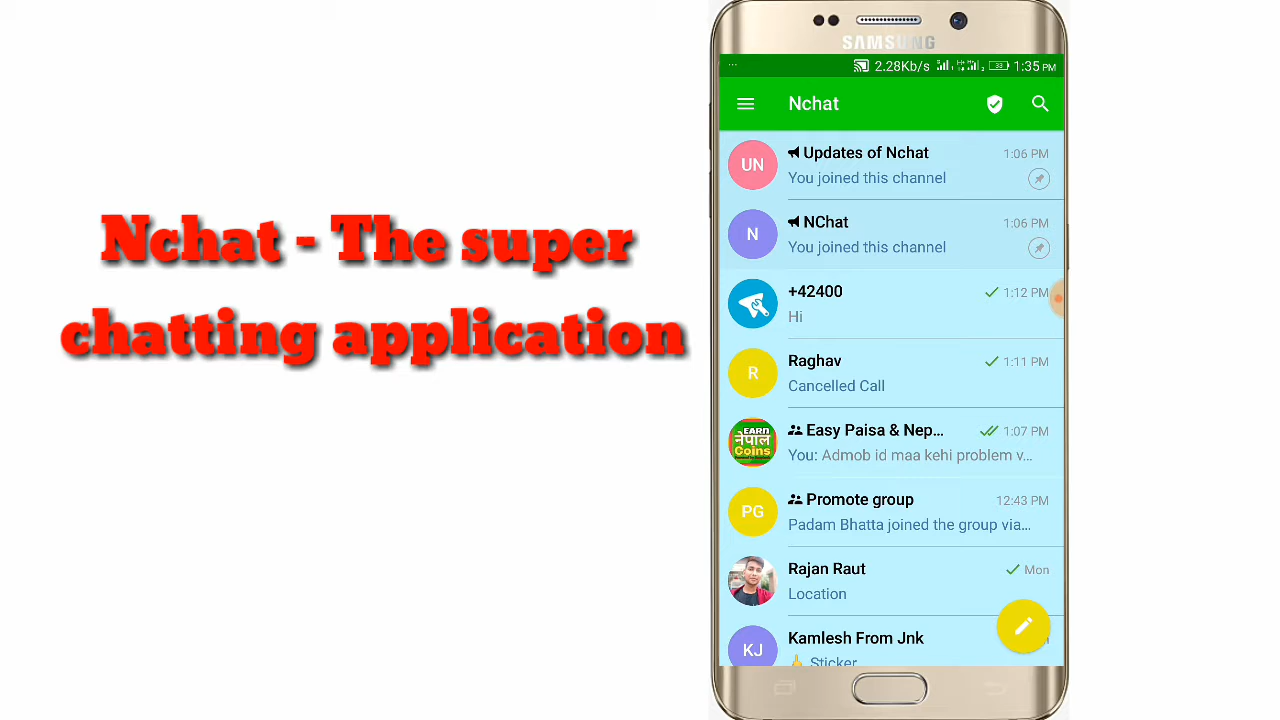 Nchat - The super
chatting application
SAMSUNG
2.28Kb/s 33 1:35 PM
Nchat
UN
Updates of Nchat 1:06 PM
You joined this channel
N
NChat 1:06 PM
You joined this channel
+42400 1:12 PM
Hi
R
Raghav 1:11 PM
Cancelled Call
EARN
नेपाल
Coins
Easy Paisa & Nep... 1:07 PM
You: Admob id maa kehi problem v...
PG
Promote group 12:43 PM
Padam Bhatta joined the group via...
Rajan Raut Mon
Location
KJ
Kamlesh From Jnk
Sticker